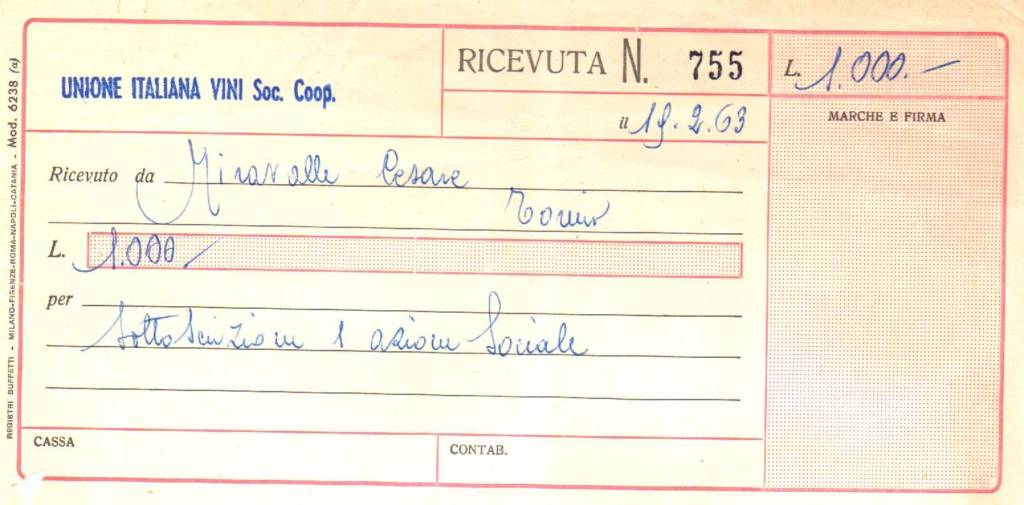 UNIONE ITALIANA VINI Soc. Coop.
RICEVUTA N. 755
L. 1.000.-
il 19.2.63
MARCHE E FIRMA
Ricevuto da Miravalle Cesare
Torino
L. 1.000-
per
Sottoscrizione 1 azione Sociale
CASSA
CONTAB.
REGISTRI BUFFETTI - MILANO-FIRENZE-ROMA-NAPOLI-CATANIA - Mod. 6238 (a)